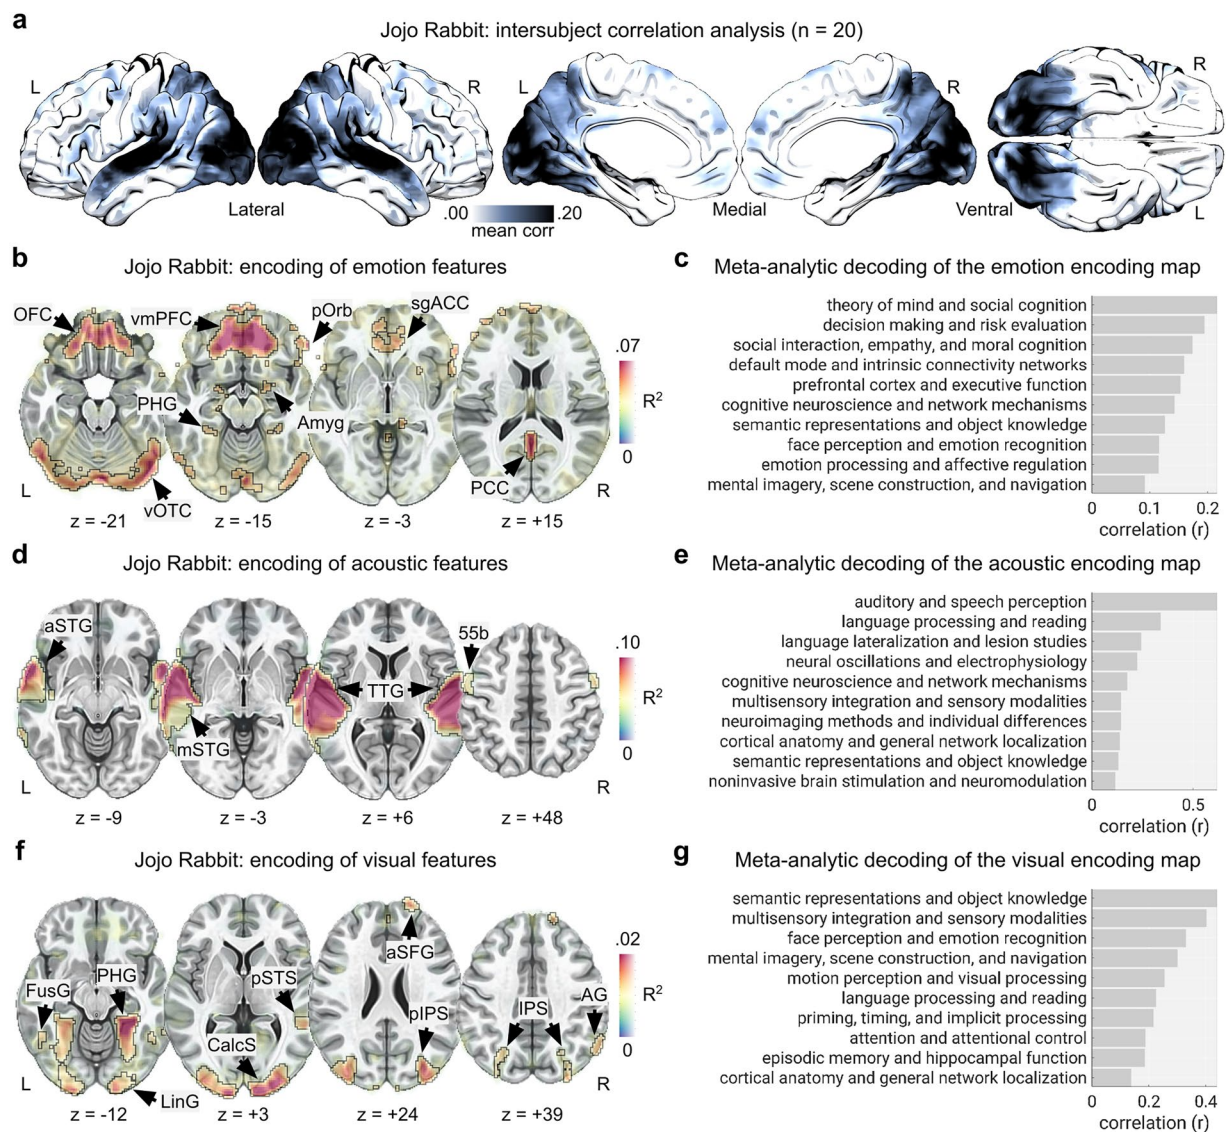 a
Jojo Rabbit: intersubject correlation analysis (n = 20)
L
R
L
R
R
L
Lateral
.00
.20
mean corr
Medial
Ventral
b
Jojo Rabbit: encoding of emotion features
OFC
vmPFC
pOrb
sgACC
PHG
Amyg
vOTC
PCC
L
R
z = -21
z = -15
z = -3
z = +15
.07
R²
0
c
Meta-analytic decoding of the emotion encoding map
theory of mind and social cognition
decision making and risk evaluation
social interaction, empathy, and moral cognition
default mode and intrinsic connectivity networks
prefrontal cortex and executive function
cognitive neuroscience and network mechanisms
semantic representations and object knowledge
face perception and emotion recognition
emotion processing and affective regulation
mental imagery, scene construction, and navigation
0
0.1
0.2
correlation (r)
d
Jojo Rabbit: encoding of acoustic features
aSTG
mSTG
TTG
55b
L
R
z = -9
z = -3
z = +6
z = +48
.10
R²
0
e
Meta-analytic decoding of the acoustic encoding map
auditory and speech perception
language processing and reading
language lateralization and lesion studies
neural oscillations and electrophysiology
cognitive neuroscience and network mechanisms
multisensory integration and sensory modalities
neuroimaging methods and individual differences
cortical anatomy and general network localization
semantic representations and object knowledge
noninvasive brain stimulation and neuromodulation
0
0.5
correlation (r)
f
Jojo Rabbit: encoding of visual features
FusG
PHG
pSTS
CalcS
aSFG
pIPS
IPS
AG
LinG
L
R
z = -12
z = +3
z = +24
z = +39
.02
R²
0
g
Meta-analytic decoding of the visual encoding map
semantic representations and object knowledge
multisensory integration and sensory modalities
face perception and emotion recognition
mental imagery, scene construction, and navigation
motion perception and visual processing
language processing and reading
priming, timing, and implicit processing
attention and attentional control
episodic memory and hippocampal function
cortical anatomy and general network localization
0
0.2
0.4
correlation (r)